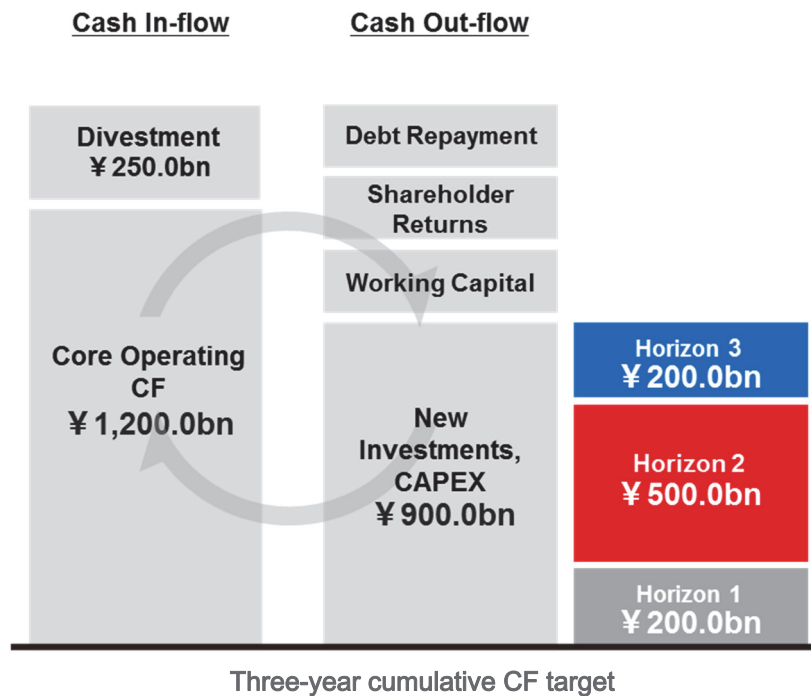 Cash In-flow
Cash Out-flow
Divestment
¥ 250.0bn
Core Operating
CF
¥ 1,200.0bn
Debt Repayment
Shareholder
Returns
Working Capital
New
Investments,
CAPEX
¥ 900.0bn
Horizon 3
¥ 200.0bn
Horizon 2
¥ 500.0bn
Horizon 1
¥ 200.0bn
Three-year cumulative CF target